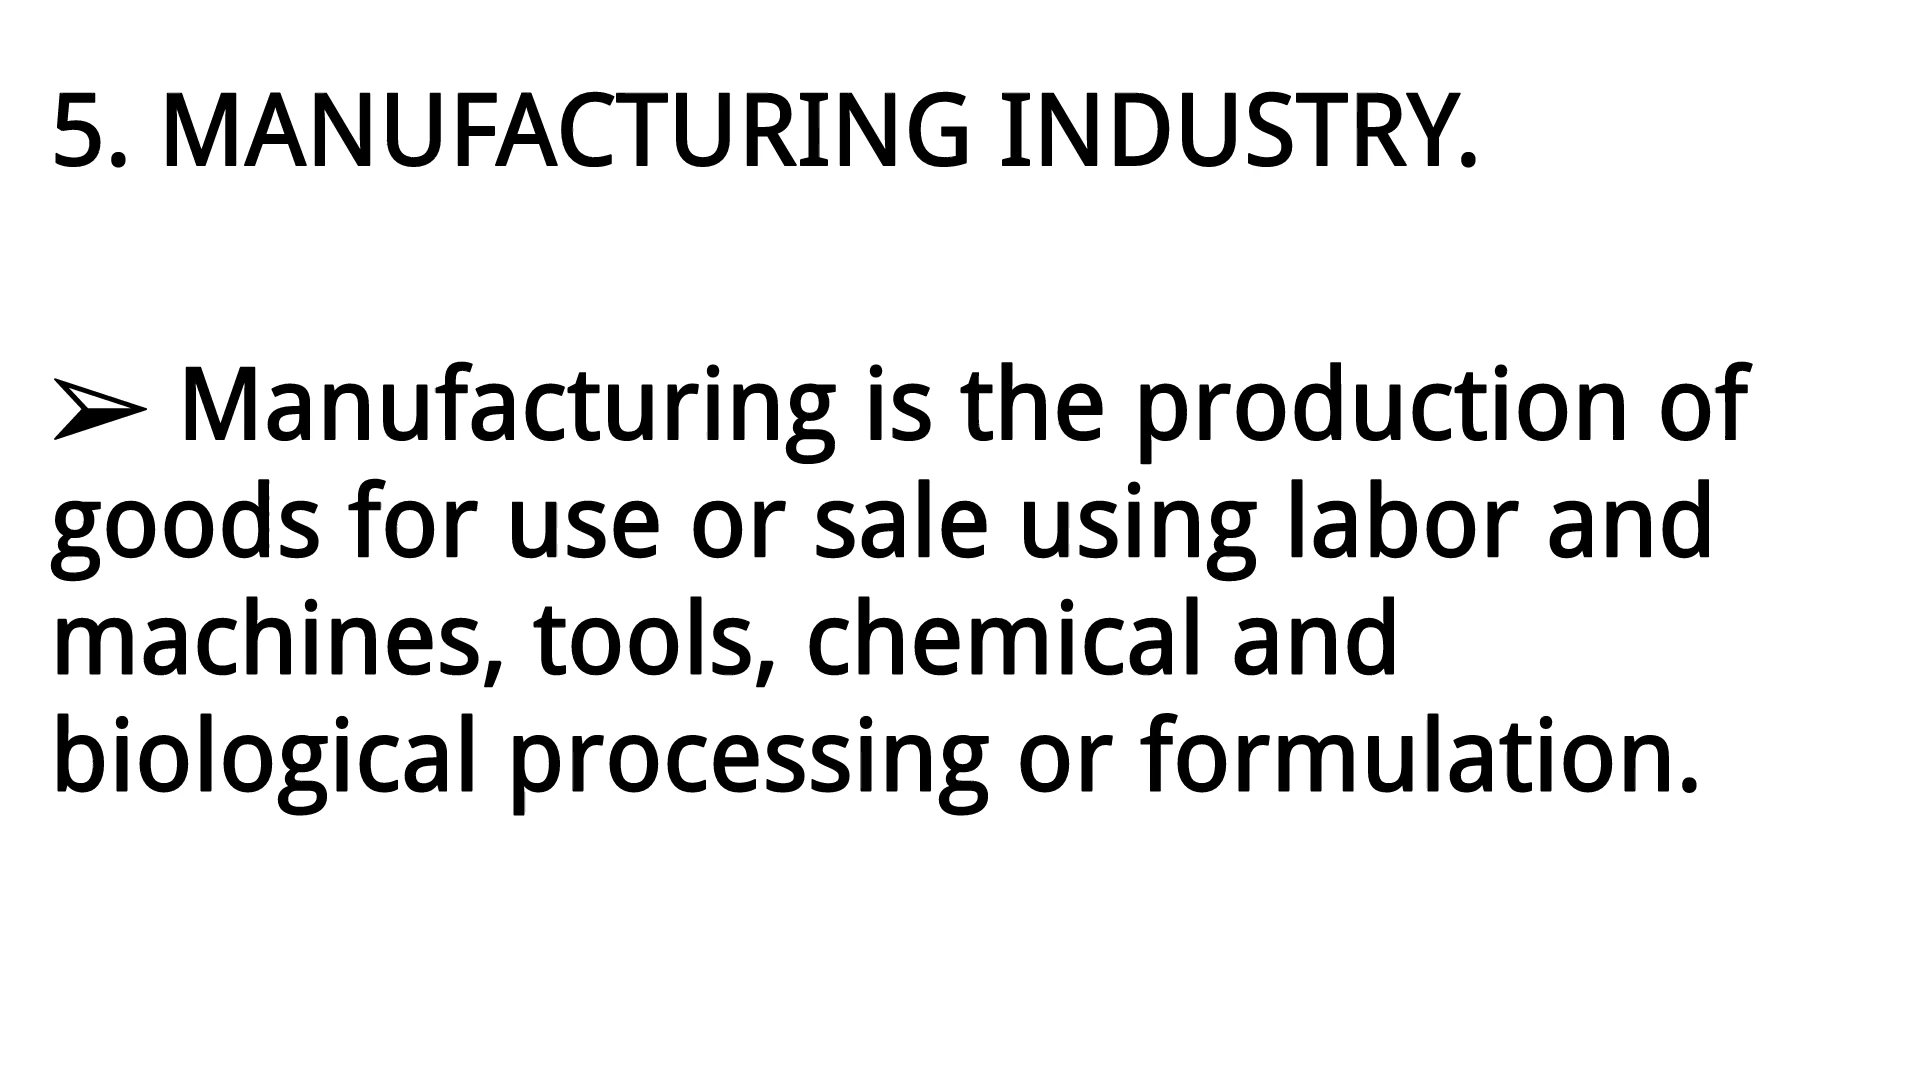 5. MANUFACTURING INDUSTRY.
➢ Manufacturing is the production of
goods for use or sale using labor and
machines, tools, chemical and
biological processing or formulation.